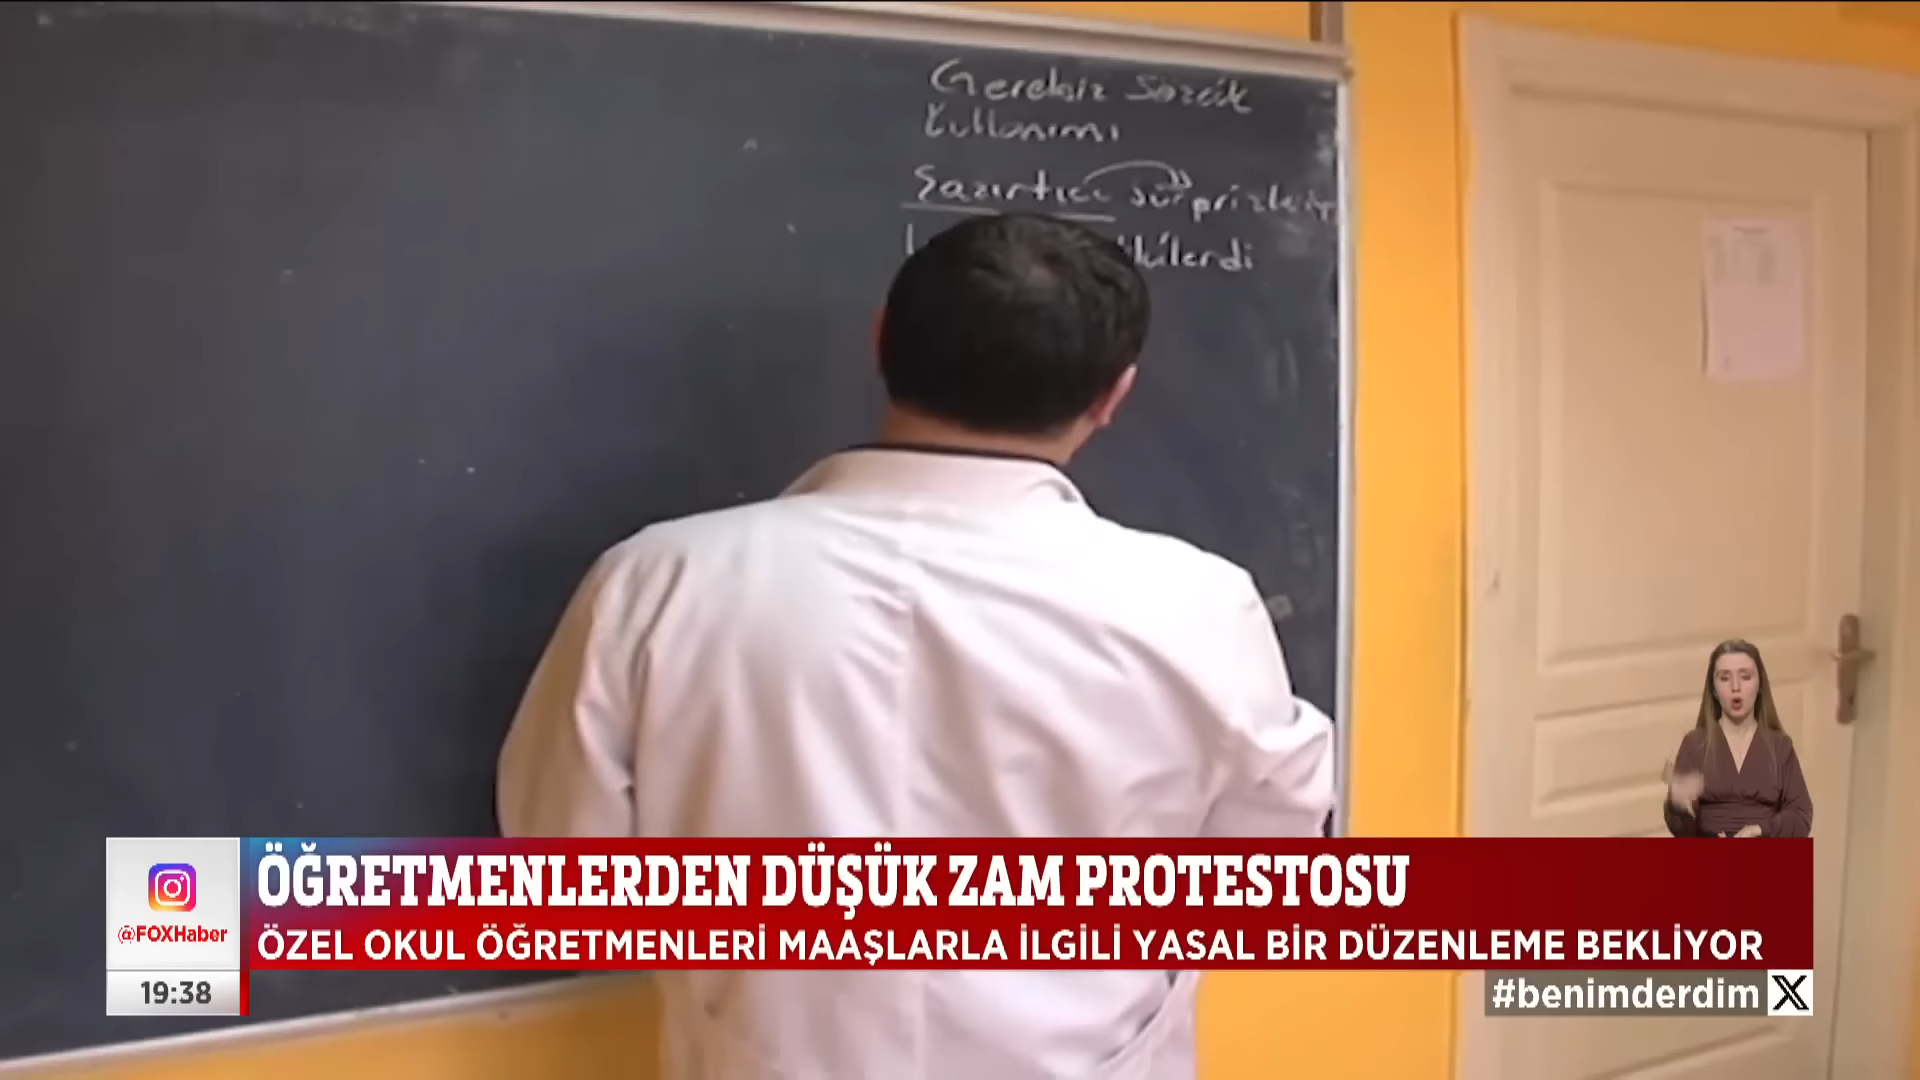 Gereksiz Sözcük
Kullanımı
Şaşırtıcı sürprizleriyle
ÖĞRETMENLERDEN DÜŞÜK ZAM PROTESTOSU
@FOXHaber
ÖZEL OKUL ÖĞRETMENLERİ MAAŞLARLA İLGİLİ YASAL BİR DÜZENLEME BEKLİYOR
19:38
#benimderdim X